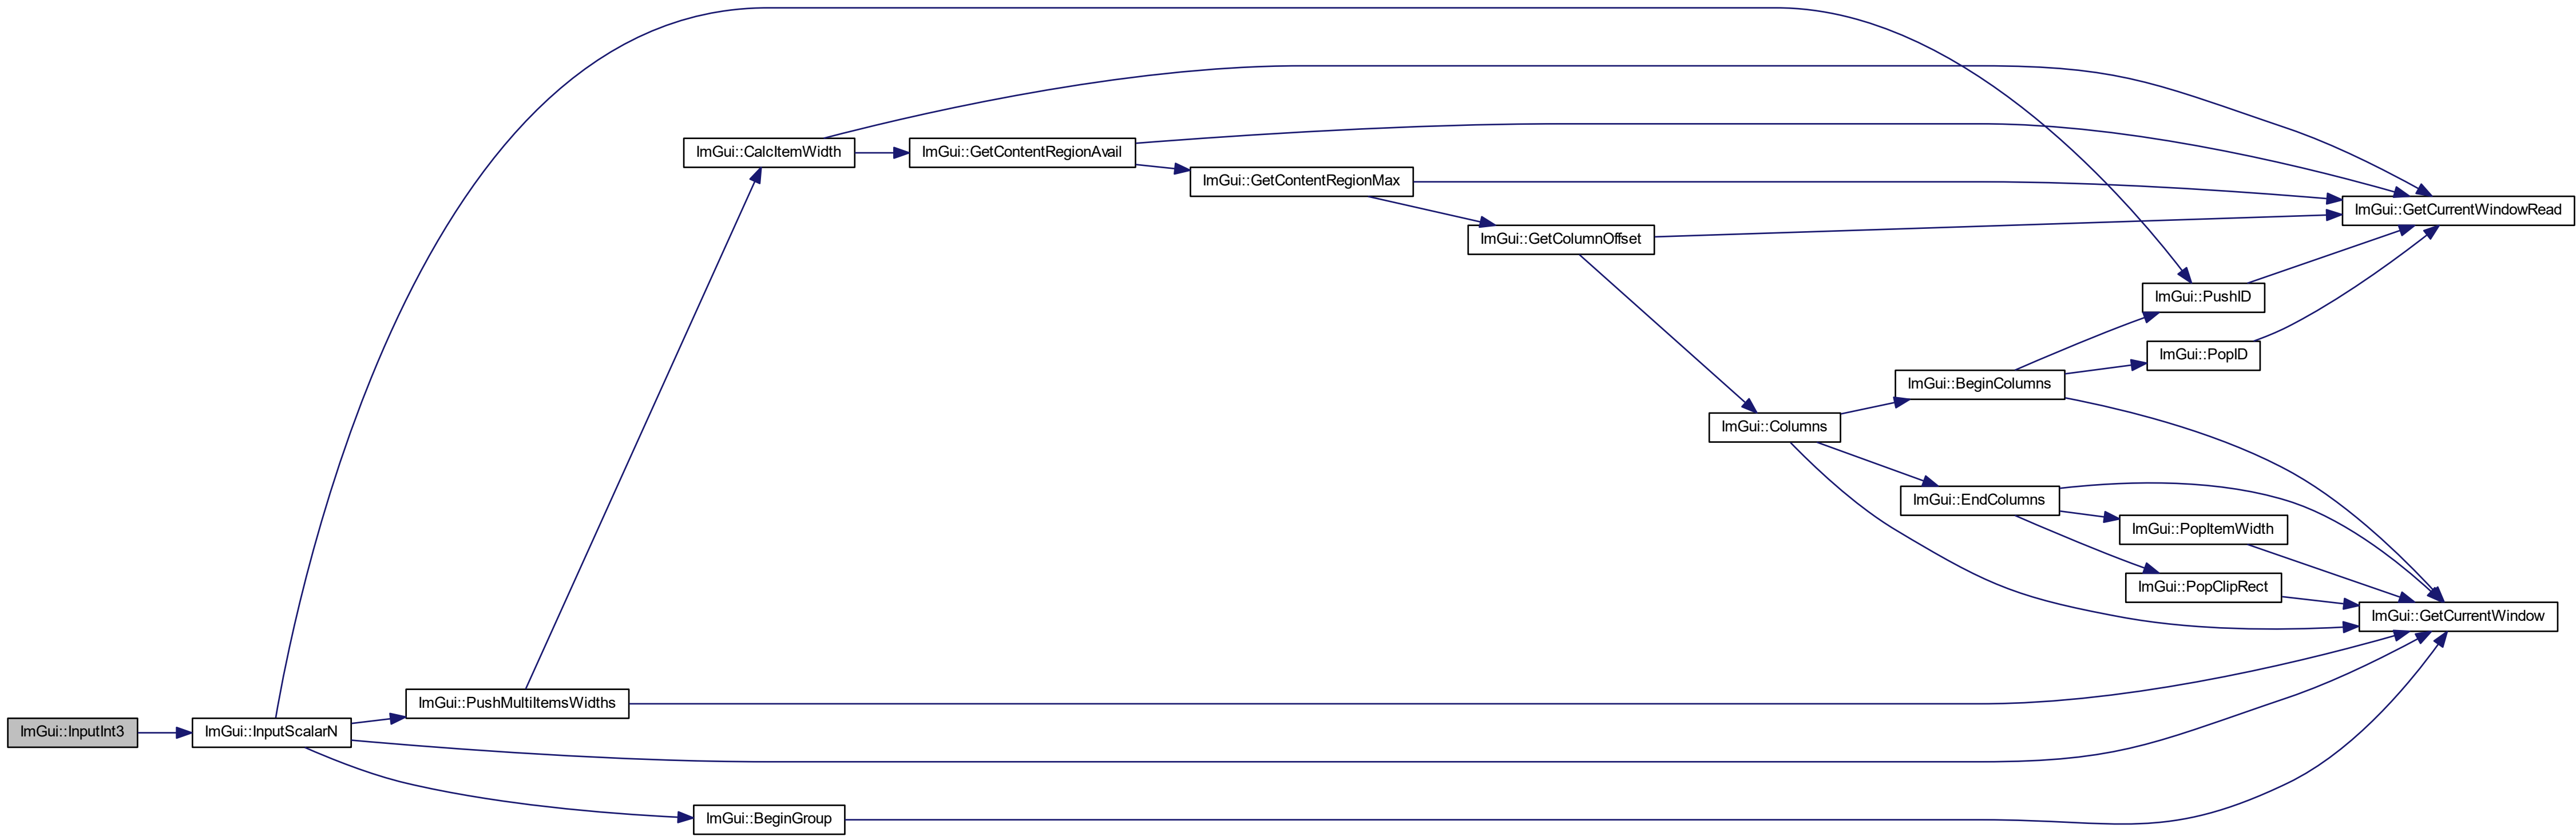 ImGui::CalcItemWidth
ImGui::GetContentRegionAvail
ImGui::GetContentRegionMax
ImGui::GetCurrentWindowRead
ImGui::GetColumnOffset
ImGui::PushID
ImGui::PopID
ImGui::BeginColumns
ImGui::Columns
ImGui::EndColumns
ImGui::PopItemWidth
ImGui::PopClipRect
ImGui::GetCurrentWindow
ImGui::PushMultiItemsWidths
ImGui::InputInt3
ImGui::InputScalarN
ImGui::BeginGroup